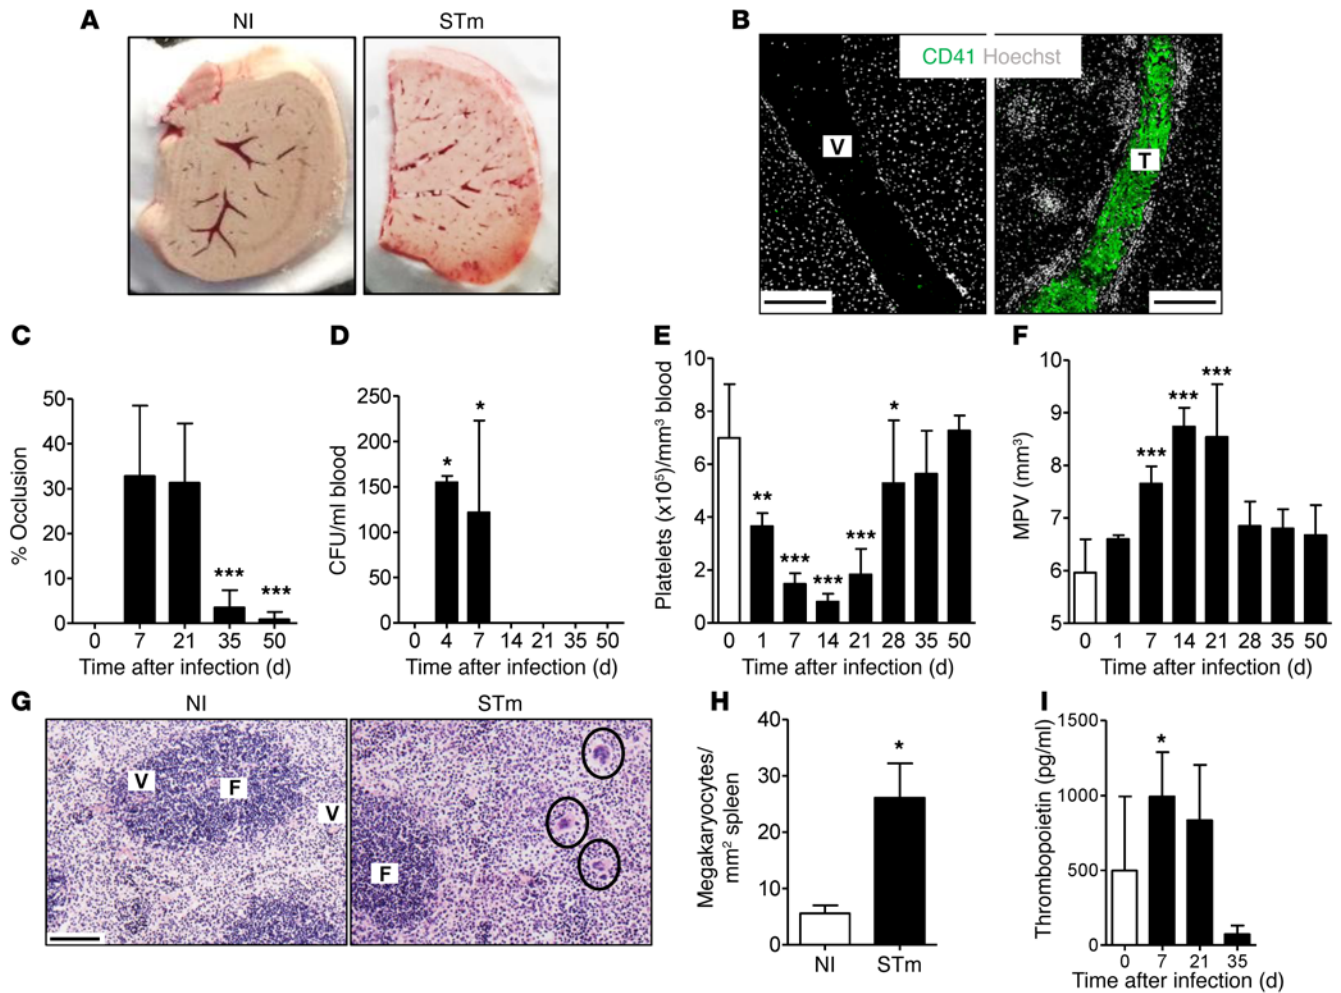 A
NI
STm
B
CD41 Hoechst
V
T
C
% Occlusion
50
40
30
20
10
0
***
***
0 7 21 35 50
Time after infection (d)
D
CFU/ml blood
250
200
150
100
50
0
*
*
0 4 7 14 21 35 50
Time after infection (d)
E
Platelets (x10⁵)/mm³ blood
10
8
6
4
2
0
**
***
***
***
*
0 1 7 14 21 28 35 50
Time after infection (d)
F
MPV (mm³)
10
9
8
7
6
5
***
***
***
0 1 7 14 21 28 35 50
Time after infection (d)
G
NI
STm
V
F
V
F
H
Megakaryocytes/
mm² spleen
40
30
20
10
0
*
NI STm
I
Thrombopoietin (pg/ml)
1500
1000
500
0
*
0 7 21 35
Time after infection (d)